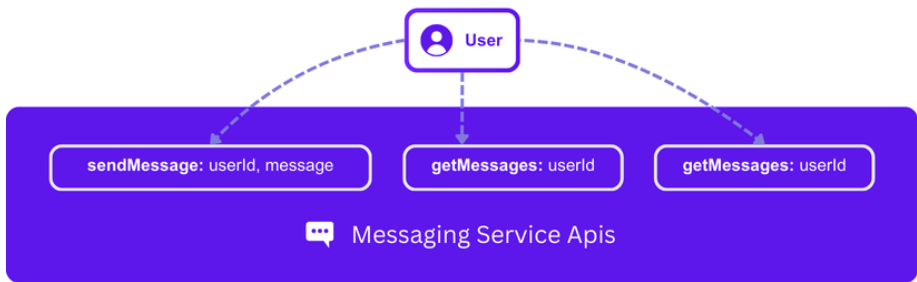 User
sendMessage: userId, message
getMessages: userId
getMessages: userId
Messaging Service Apis